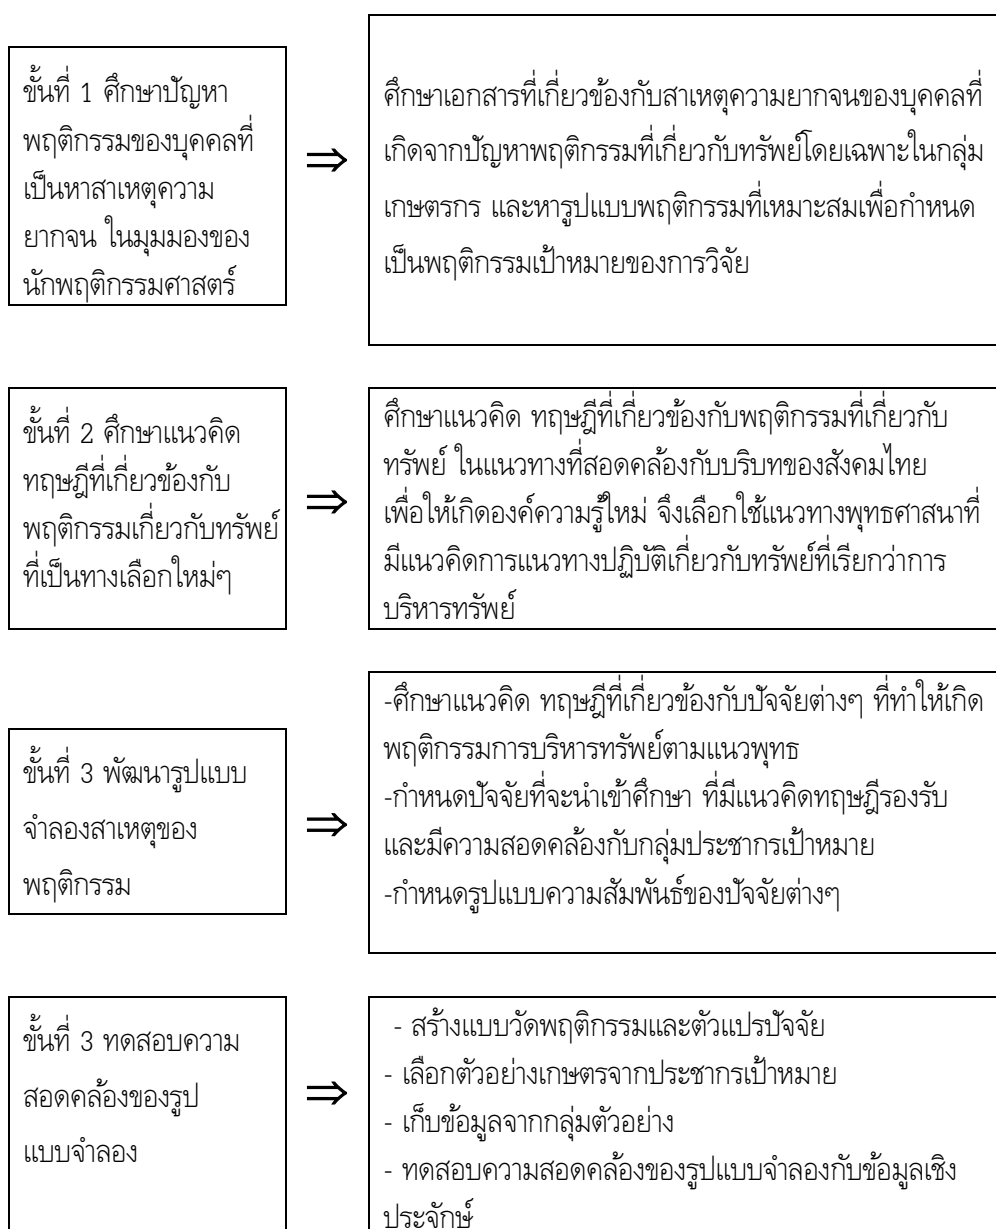 ขั้นที่ 1 ศึกษาปัญหา
พฤติกรรมของบุคคลที่
เป็นหาสาเหตุความ
ยากจน ในมุมมองของ
นักพฤติกรรมศาสตร์
⇒
ศึกษาเอกสารที่เกี่ยวข้องกับสาเหตุความยากจนของบุคคลที่
เกิดจากปัญหาพฤติกรรมที่เกี่ยวกับทรัพย์โดยเฉพาะในกลุ่ม
เกษตรกร และหารูปแบบพฤติกรรมที่เหมาะสมเพื่อกำหนด
เป็นพฤติกรรมเป้าหมายของการวิจัย
ขั้นที่ 2 ศึกษาแนวคิด
ทฤษฎีที่เกี่ยวข้องกับ
พฤติกรรมเกี่ยวกับทรัพย์
ที่เป็นทางเลือกใหม่ๆ
⇒
ศึกษาแนวคิด ทฤษฎีที่เกี่ยวข้องกับพฤติกรรมที่เกี่ยวกับ
ทรัพย์ ในแนวทางที่สอดคล้องกับบริบทของสังคมไทย
เพื่อให้เกิดองค์ความรู้ใหม่ จึงเลือกใช้แนวทางพุทธศาสนาที่
มีแนวคิดการแนวทางปฏิบัติเกี่ยวกับทรัพย์ที่เรียกว่าการ
บริหารทรัพย์
ขั้นที่ 3 พัฒนารูปแบบ
จำลองสาเหตุของ
พฤติกรรม
⇒
-ศึกษาแนวคิด ทฤษฎีที่เกี่ยวข้องกับปัจจัยต่างๆ ที่ทำให้เกิด
พฤติกรรมการบริหารทรัพย์ตามแนวพุทธ
-กำหนดปัจจัยที่จะนำเข้าศึกษา ที่มีแนวคิดทฤษฎีรองรับ
และมีความสอดคล้องกับกลุ่มประชากรเป้าหมาย
-กำหนดรูปแบบความสัมพันธ์ของปัจจัยต่างๆ
ขั้นที่ 3 ทดสอบความ
สอดคล้องของรูป
แบบจำลอง
⇒
- สร้างแบบวัดพฤติกรรมและตัวแปรปัจจัย
- เลือกตัวอย่างเกษตรจากประชากรเป้าหมาย
- เก็บข้อมูลจากกลุ่มตัวอย่าง
- ทดสอบความสอดคล้องของรูปแบบจำลองกับข้อมูลเชิง
ประจักษ์